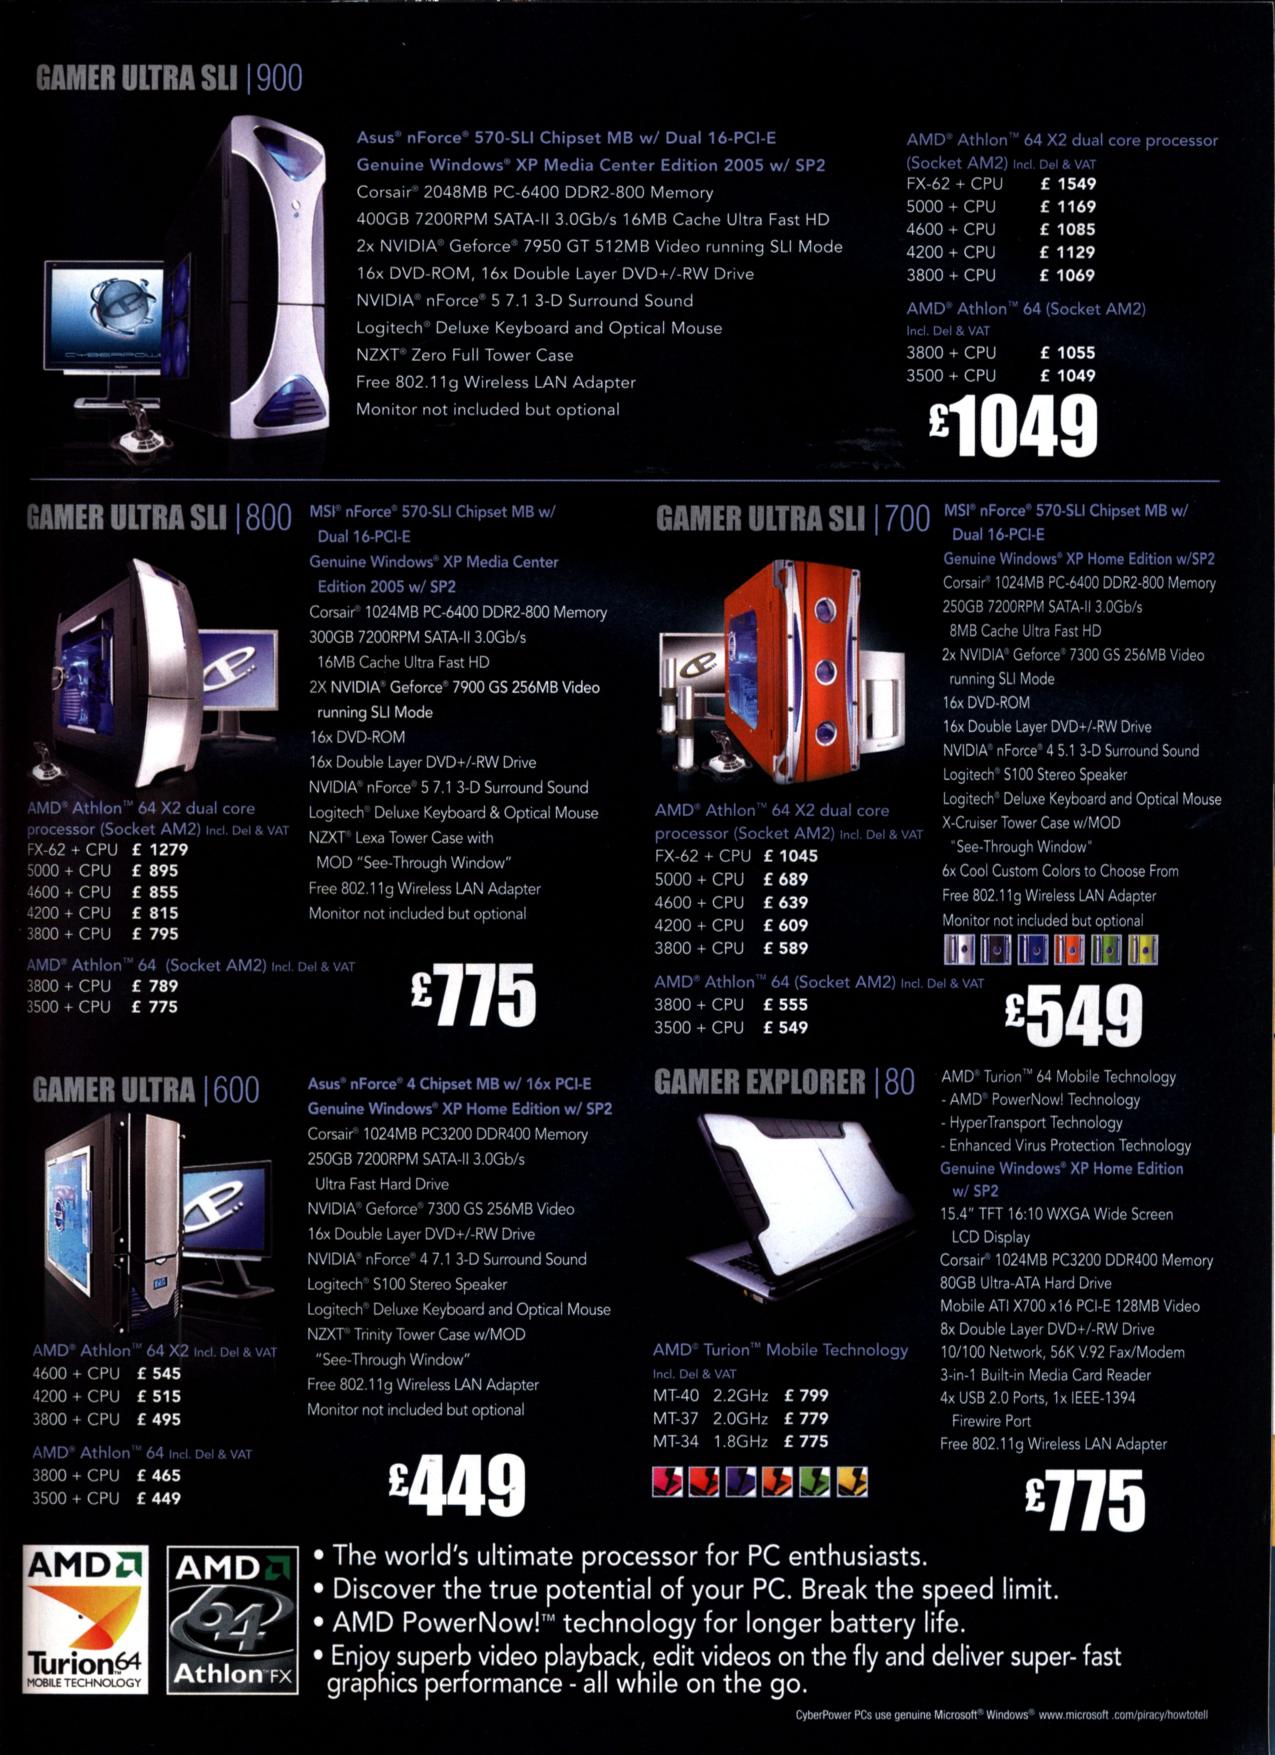 GAMER ULTRA SLI | 900
Asus® nForce® 570-SLI Chipset MB w/ Dual 16-PCI-E
Genuine Windows® XP Media Center Edition 2005 w/ SP2
Corsair® 2048MB PC-6400 DDR2-800 Memory
400GB 7200RPM SATA-II 3.0Gb/s 16MB Cache Ultra Fast HD
2x NVIDIA® Geforce® 7950 GT 512MB Video running SLI Mode
16x DVD-ROM, 16x Double Layer DVD+/-RW Drive
NVIDIA® nForce® 5 7.1 3-D Surround Sound
Logitech® Deluxe Keyboard and Optical Mouse
NZXT® Zero Full Tower Case
Free 802.11g Wireless LAN Adapter
Monitor not included but optional
AMD® Athlon™ 64 X2 dual core processor
(Socket AM2) Incl. Del & VAT
FX-62 + CPU £ 1549
5000 + CPU £ 1169
4600 + CPU £ 1085
4200 + CPU £ 1129
3800 + CPU £ 1069
AMD® Athlon™ 64 (Socket AM2)
Incl. Del & VAT
3800 + CPU £ 1055
3500 + CPU £ 1049
£1049
GAMER ULTRA SLI | 800
MSI® nForce® 570-SLI Chipset MB w/
Dual 16-PCI-E
Genuine Windows® XP Media Center
Edition 2005 w/ SP2
Corsair® 1024MB PC-6400 DDR2-800 Memory
300GB 7200RPM SATA-II 3.0Gb/s
16MB Cache Ultra Fast HD
2X NVIDIA® Geforce® 7900 GS 256MB Video
running SLI Mode
16x DVD-ROM
16x Double Layer DVD+/-RW Drive
NVIDIA® nForce® 5 7.1 3-D Surround Sound
Logitech® Deluxe Keyboard & Optical Mouse
NZXT® Lexa Tower Case with
MOD "See-Through Window"
Free 802.11g Wireless LAN Adapter
Monitor not included but optional
AMD® Athlon™ 64 X2 dual core
processor (Socket AM2) Incl. Del & VAT
FX-62 + CPU £ 1279
5000 + CPU £ 895
4600 + CPU £ 855
4200 + CPU £ 815
3800 + CPU £ 795
AMD® Athlon™ 64 (Socket AM2) Incl. Del & VAT
3800 + CPU £ 789
3500 + CPU £ 775
£775
GAMER ULTRA SLI | 700
MSI® nForce® 570-SLI Chipset MB w/
Dual 16-PCI-E
Genuine Windows® XP Home Edition w/SP2
Corsair® 1024MB PC-6400 DDR2-800 Memory
250GB 7200RPM SATA-II 3.0Gb/s
8MB Cache Ultra Fast HD
2x NVIDIA® Geforce® 7300 GS 256MB Video
running SLI Mode
16x DVD-ROM
16x Double Layer DVD+/-RW Drive
NVIDIA® nForce® 4 5.1 3-D Surround Sound
Logitech® S100 Stereo Speaker
Logitech® Deluxe Keyboard and Optical Mouse
X-Cruiser Tower Case w/MOD
"See-Through Window"
6x Cool Custom Colors to Choose From
Free 802.11g Wireless LAN Adapter
Monitor not included but optional
AMD® Athlon™ 64 X2 dual core
processor (Socket AM2) Incl. Del & VAT
FX-62 + CPU £ 1045
5000 + CPU £ 689
4600 + CPU £ 639
4200 + CPU £ 609
3800 + CPU £ 589
AMD® Athlon™ 64 (Socket AM2) Incl. Del & VAT
3800 + CPU £ 555
3500 + CPU £ 549
£549
GAMER ULTRA | 600
Asus® nForce® 4 Chipset MB w/ 16x PCI-E
Genuine Windows® XP Home Edition w/ SP2
Corsair® 1024MB PC3200 DDR400 Memory
250GB 7200RPM SATA-II 3.0Gb/s
Ultra Fast Hard Drive
NVIDIA® Geforce® 7300 GS 256MB Video
16x Double Layer DVD+/-RW Drive
NVIDIA® nForce® 4 7.1 3-D Surround Sound
Logitech® S100 Stereo Speaker
Logitech® Deluxe Keyboard and Optical Mouse
NZXT® Trinity Tower Case w/MOD
"See-Through Window"
Free 802.11g Wireless LAN Adapter
Monitor not included but optional
AMD® Athlon™ 64 X2 Incl. Del & VAT
4600 + CPU £ 545
4200 + CPU £ 515
3800 + CPU £ 495
AMD® Athlon™ 64 Incl. Del & VAT
3800 + CPU £ 465
3500 + CPU £ 449
£449
GAMER EXPLORER | 80
AMD® Turion™ 64 Mobile Technology
- AMD® PowerNow! Technology
- HyperTransport Technology
- Enhanced Virus Protection Technology
Genuine Windows® XP Home Edition
w/ SP2
15.4" TFT 16:10 WXGA Wide Screen
LCD Display
Corsair® 1024MB PC3200 DDR400 Memory
80GB Ultra-ATA Hard Drive
Mobile ATI X700 x16 PCI-E 128MB Video
8x Double Layer DVD+/-RW Drive
10/100 Network, 56K V.92 Fax/Modem
3-in-1 Built-in Media Card Reader
4x USB 2.0 Ports, 1x IEEE-1394
Firewire Port
Free 802.11g Wireless LAN Adapter
AMD® Turion™ Mobile Technology
Incl. Del & VAT
MT-40 2.2GHz £ 799
MT-37 2.0GHz £ 779
MT-34 1.8GHz £ 775
£775
AMD
Turion™64
MOBILE TECHNOLOGY
AMD
64
Athlon™FX
• The world's ultimate processor for PC enthusiasts.
• Discover the true potential of your PC. Break the speed limit.
• AMD PowerNow!™ technology for longer battery life.
• Enjoy superb video playback, edit videos on the fly and deliver super- fast
graphics performance - all while on the go.
CyberPower PCs use genuine Microsoft® Windows® www.microsoft .com/piracy/howtotell